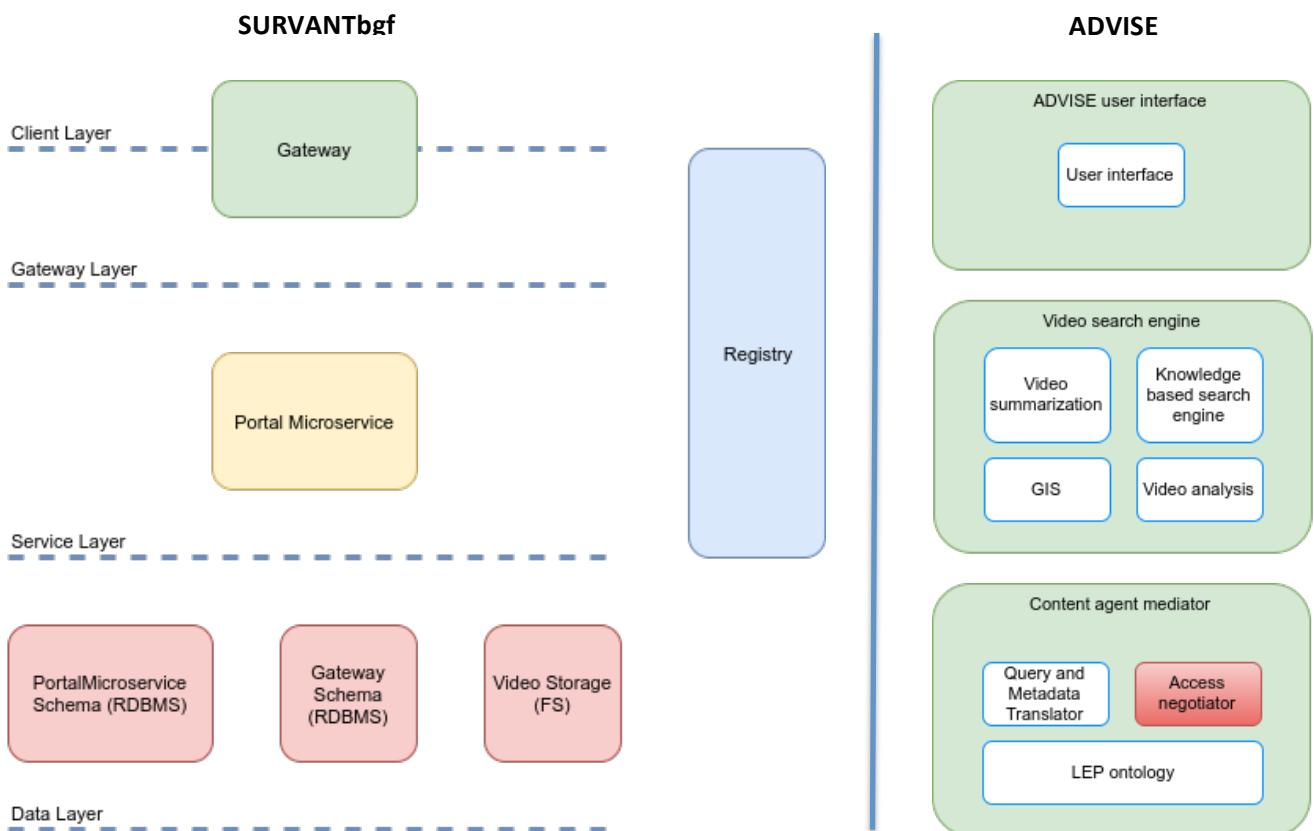 SURVANTbgf
Client Layer
Gateway
Gateway Layer
Portal Microservice
Service Layer
PortalMicroservice
Schema (RDBMS)
Gateway
Schema
(RDBMS)
Video Storage
(FS)
Data Layer
Registry
ADVISE
ADVISE user interface
User interface
Video search engine
Video
summarization
Knowledge
based search
engine
GIS
Video analysis
Content agent mediator
Query and
Metadata
Translator
Access
negotiator
LEP ontology